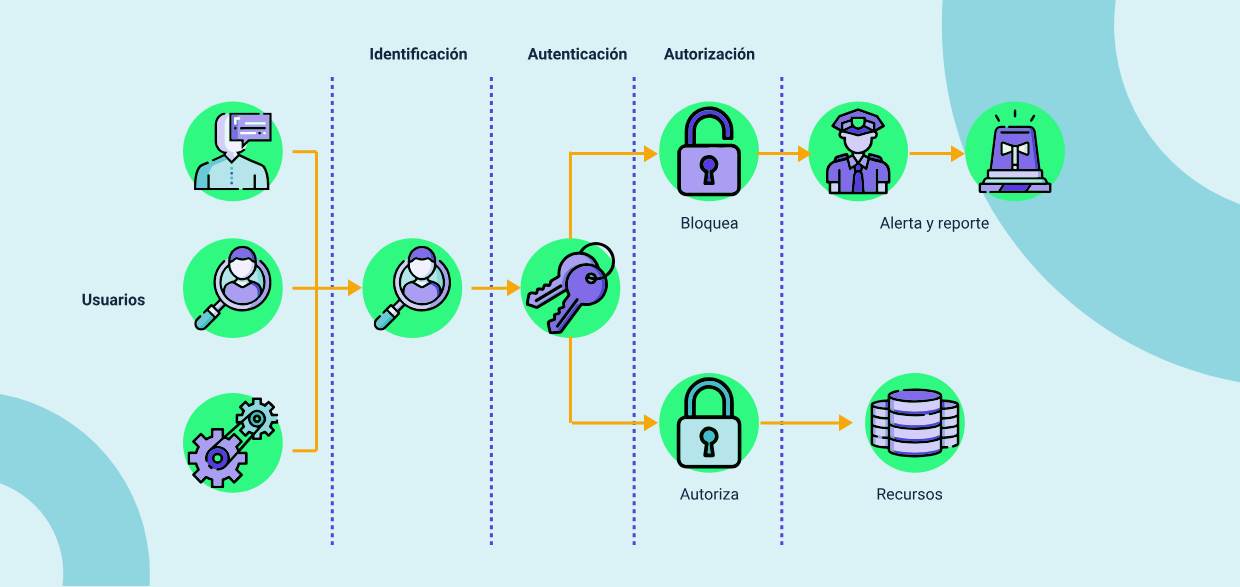 Identificación
Autenticación
Autorización
Bloquea
Alerta y reporte
Usuarios
Autoriza
Recursos